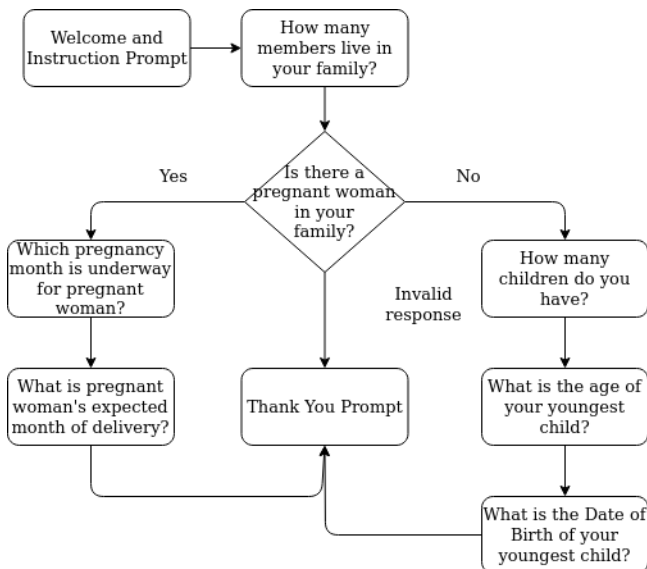 Welcome and
Instruction Prompt
How many
members live in
your family?
Is there a
pregnant woman
in your
family?
Yes
No
Which pregnancy
month is underway
for pregnant
woman?
Invalid
response
How many
children do you
have?
What is pregnant
woman's expected
month of delivery?
Thank You Prompt
What is the age of
your youngest
child?
What is the Date of
Birth of your
youngest child?